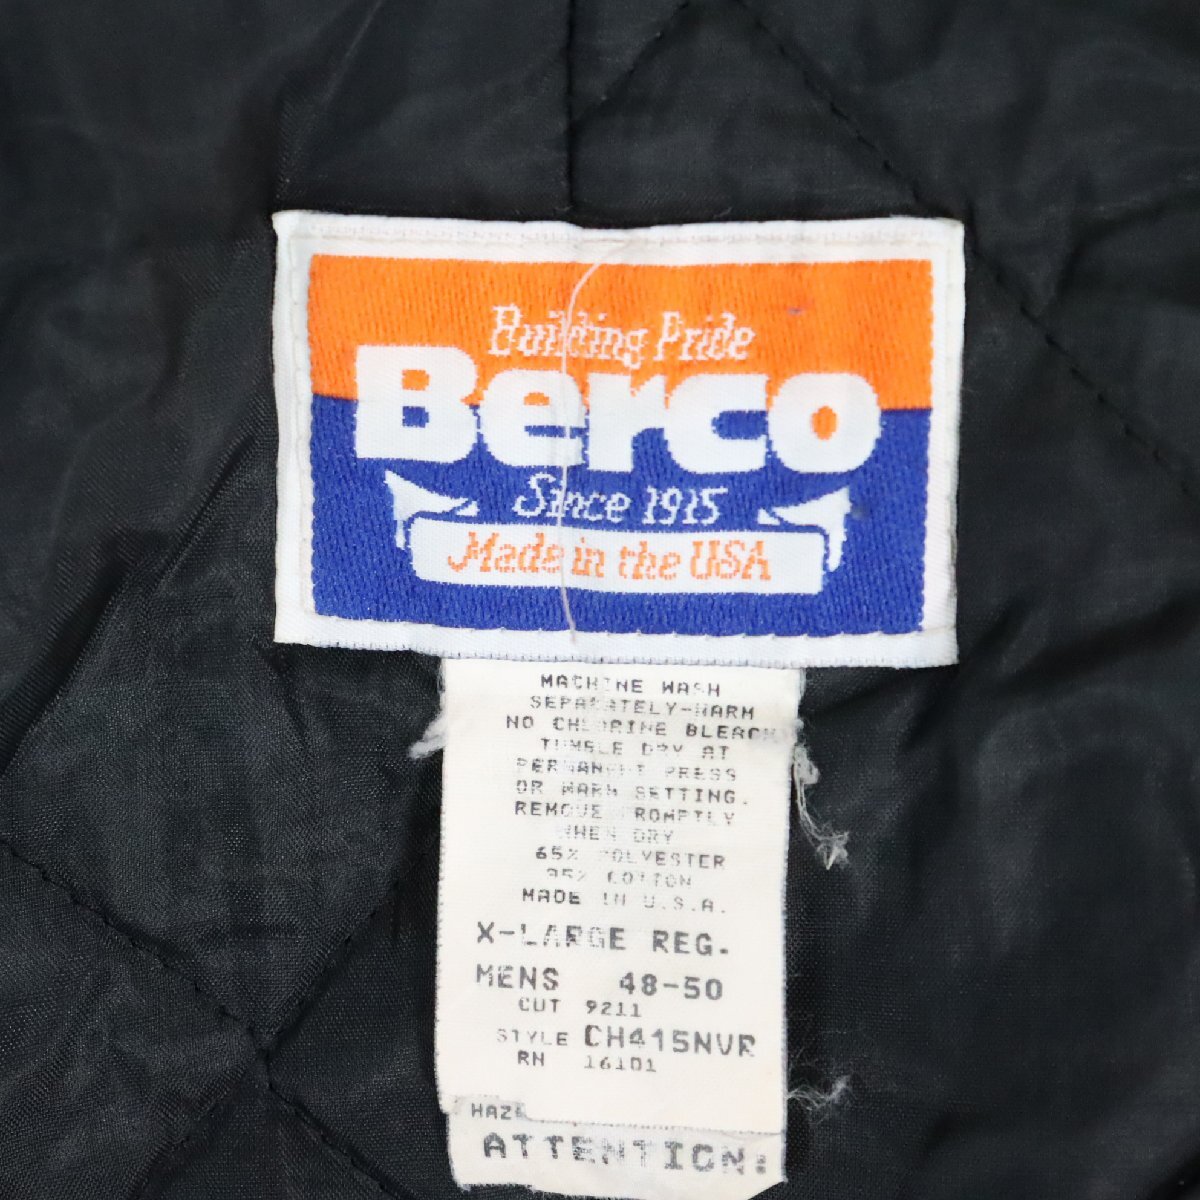 Building Pride
Berco
Since 1915
Made in the USA
MACHINE WASH
SEPARATELY-WARM
NO CHLORINE BLEACH
TUMBLE DRY AT
PERMANENT PRESS
OR WARM SETTING.
REMOVE PROMPTLY
WHEN DRY
65% POLYESTER
35% COTTON
MADE IN U.S.A.
X-LARGE REG.
MENS 48-50
CUT 9211
STYLE CH415NVR
RN 16101
ATTENTION: